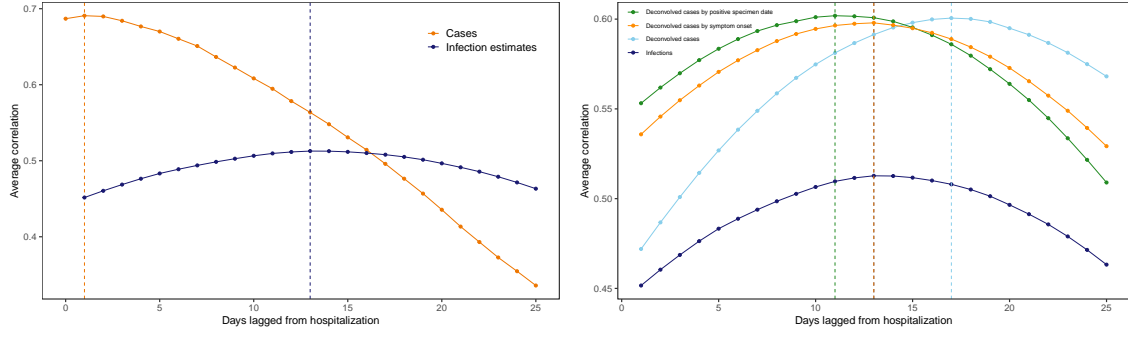 0.7
0.6
0.5
0.4
Average correlation
0 5 10 15 20 25
Days lagged from hospitalization
Cases
Infection estimates
Deconvolved cases by positive specimen date
Deconvolved cases by symptom onset
Deconvolved cases
Infections
0.60
0.55
0.50
0.45
Average correlation
0 5 10 15 20 25
Days lagged from hospitalization